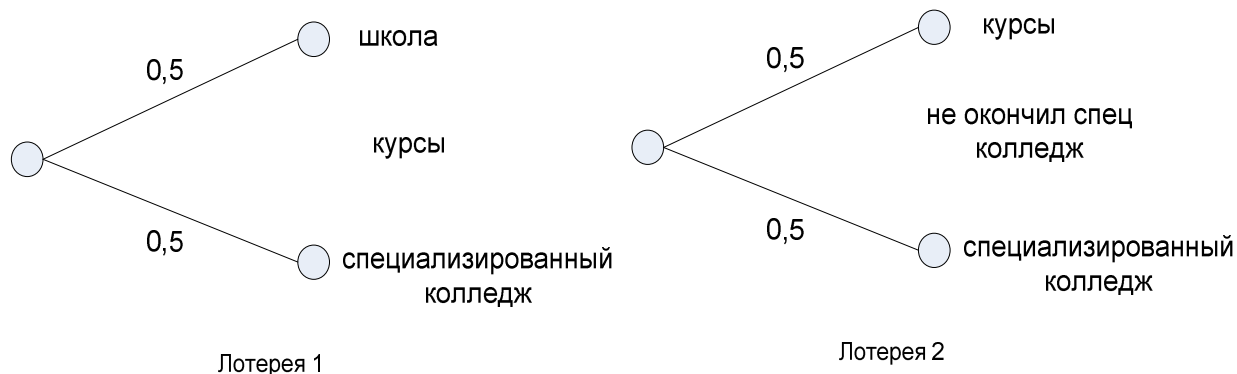 школа
0,5
курсы
0,5
специализированный
колледж
Лотерея 1
курсы
0,5
не окончил спец
колледж
0,5
специализированный
колледж
Лотерея 2